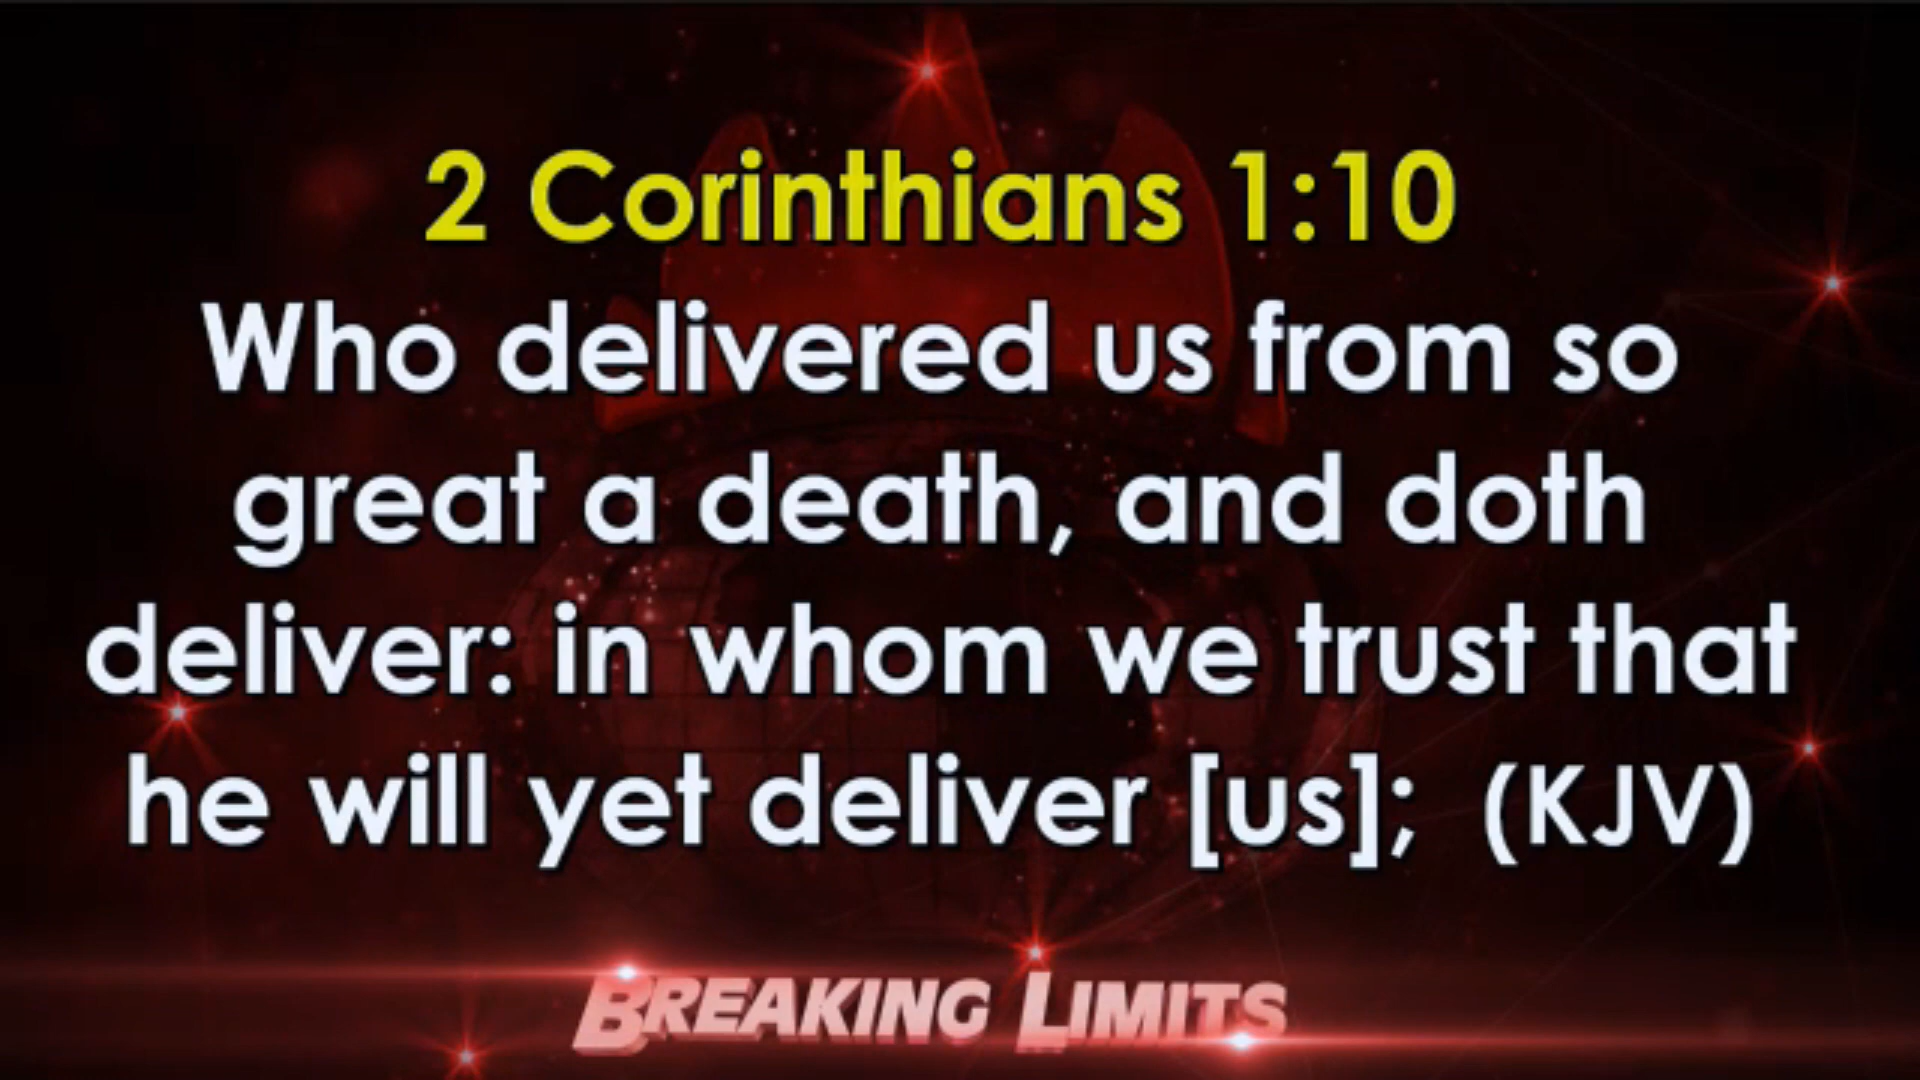 2 Corinthians 1:10
Who delivered us from so
great a death, and doth
deliver: in whom we trust that
he will yet deliver [us]; (KJV)
BREAKING LIMITS